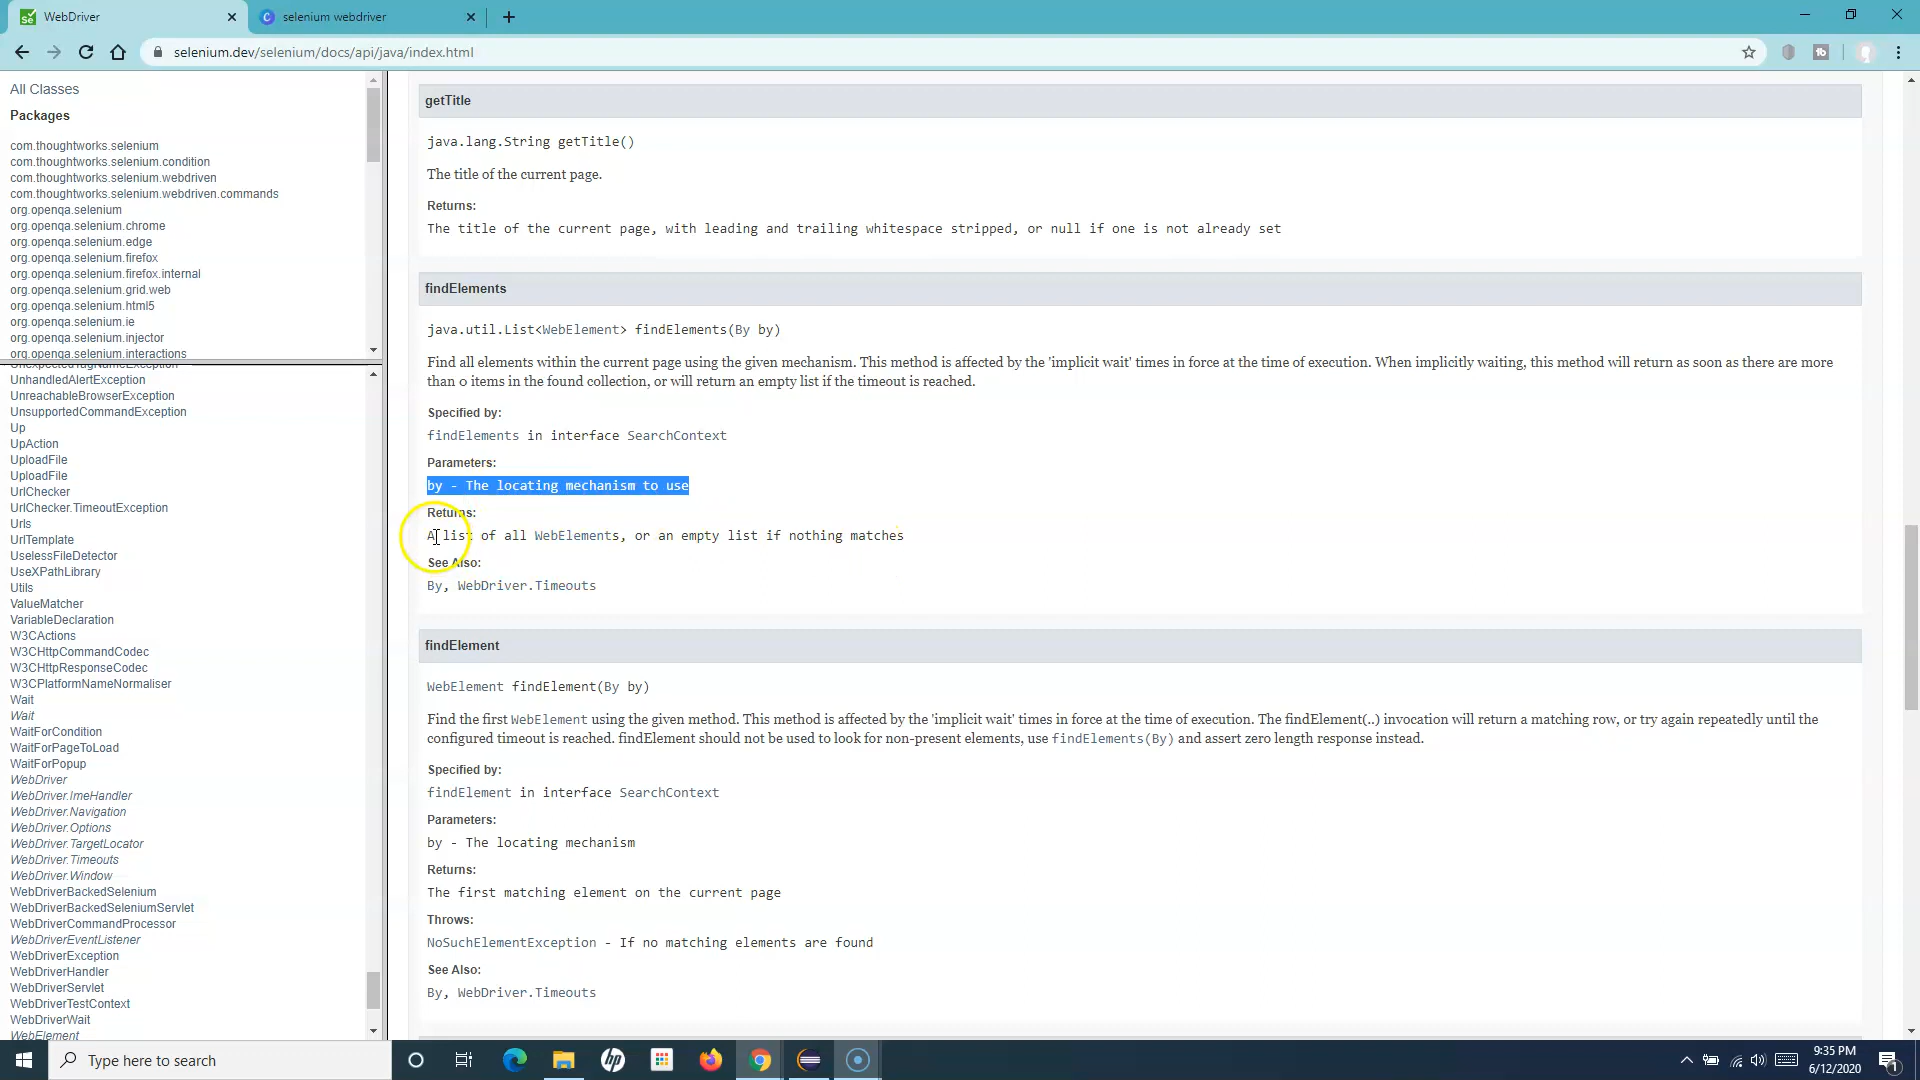 WebDriver
selenium webdriver
selenium.dev/selenium/docs/api/java/index.html
All Classes
Packages
com.thoughtworks.selenium
com.thoughtworks.selenium.condition
com.thoughtworks.selenium.webdriven
com.thoughtworks.selenium.webdriven.commands
org.openqa.selenium
org.openqa.selenium.chrome
org.openqa.selenium.edge
org.openqa.selenium.firefox
org.openqa.selenium.firefox.internal
org.openqa.selenium.grid.web
org.openqa.selenium.html5
org.openqa.selenium.ie
org.openqa.selenium.injector
org.openqa.selenium.interactions
UnexpectedTagNameException
UnhandledAlertException
UnreachableBrowserException
UnsupportedCommandException
Up
UpAction
UploadFile
UploadFile
UrlChecker
UrlChecker.TimeoutException
Urls
UrlTemplate
UselessFileDetector
UseXPathLibrary
Utils
ValueMatcher
VariableDeclaration
W3CActions
W3CHttpCommandCodec
W3CHttpResponseCodec
W3CPlatformNameNormaliser
Wait
Wait
WaitForCondition
WaitForPageToLoad
WaitForPopup
WebDriver
WebDriver.ImeHandler
WebDriver.Navigation
WebDriver.Options
WebDriver.TargetLocator
WebDriver.Timeouts
WebDriver.Window
WebDriverBackedSelenium
WebDriverBackedSeleniumServlet
WebDriverCommandProcessor
WebDriverEventListener
WebDriverException
WebDriverHandler
WebDriverServlet
WebDriverTestContext
WebDriverWait
WebElement
getTitle
java.lang.String getTitle()
The title of the current page.
Returns:
The title of the current page, with leading and trailing whitespace stripped, or null if one is not already set
findElements
java.util.List<WebElement> findElements(By by)
Find all elements within the current page using the given mechanism. This method is affected by the 'implicit wait' times in force at the time of execution. When implicitly waiting, this method will return as soon as there are more
than 0 items in the found collection, or will return an empty list if the timeout is reached.
Specified by:
findElements in interface SearchContext
Parameters:
by - The locating mechanism to use
Returns:
A list of all WebElements, or an empty list if nothing matches
See Also:
By, WebDriver.Timeouts
findElement
WebElement findElement(By by)
Find the first WebElement using the given method. This method is affected by the 'implicit wait' times in force at the time of execution. The findElement(..) invocation will return a matching row, or try again repeatedly until the
configured timeout is reached. findElement should not be used to look for non-present elements, use findElements(By) and assert zero length response instead.
Specified by:
findElement in interface SearchContext
Parameters:
by - The locating mechanism
Returns:
The first matching element on the current page
Throws:
NoSuchElementException - If no matching elements are found
See Also:
By, WebDriver.Timeouts
Type here to search
9:35 PM
6/12/2020